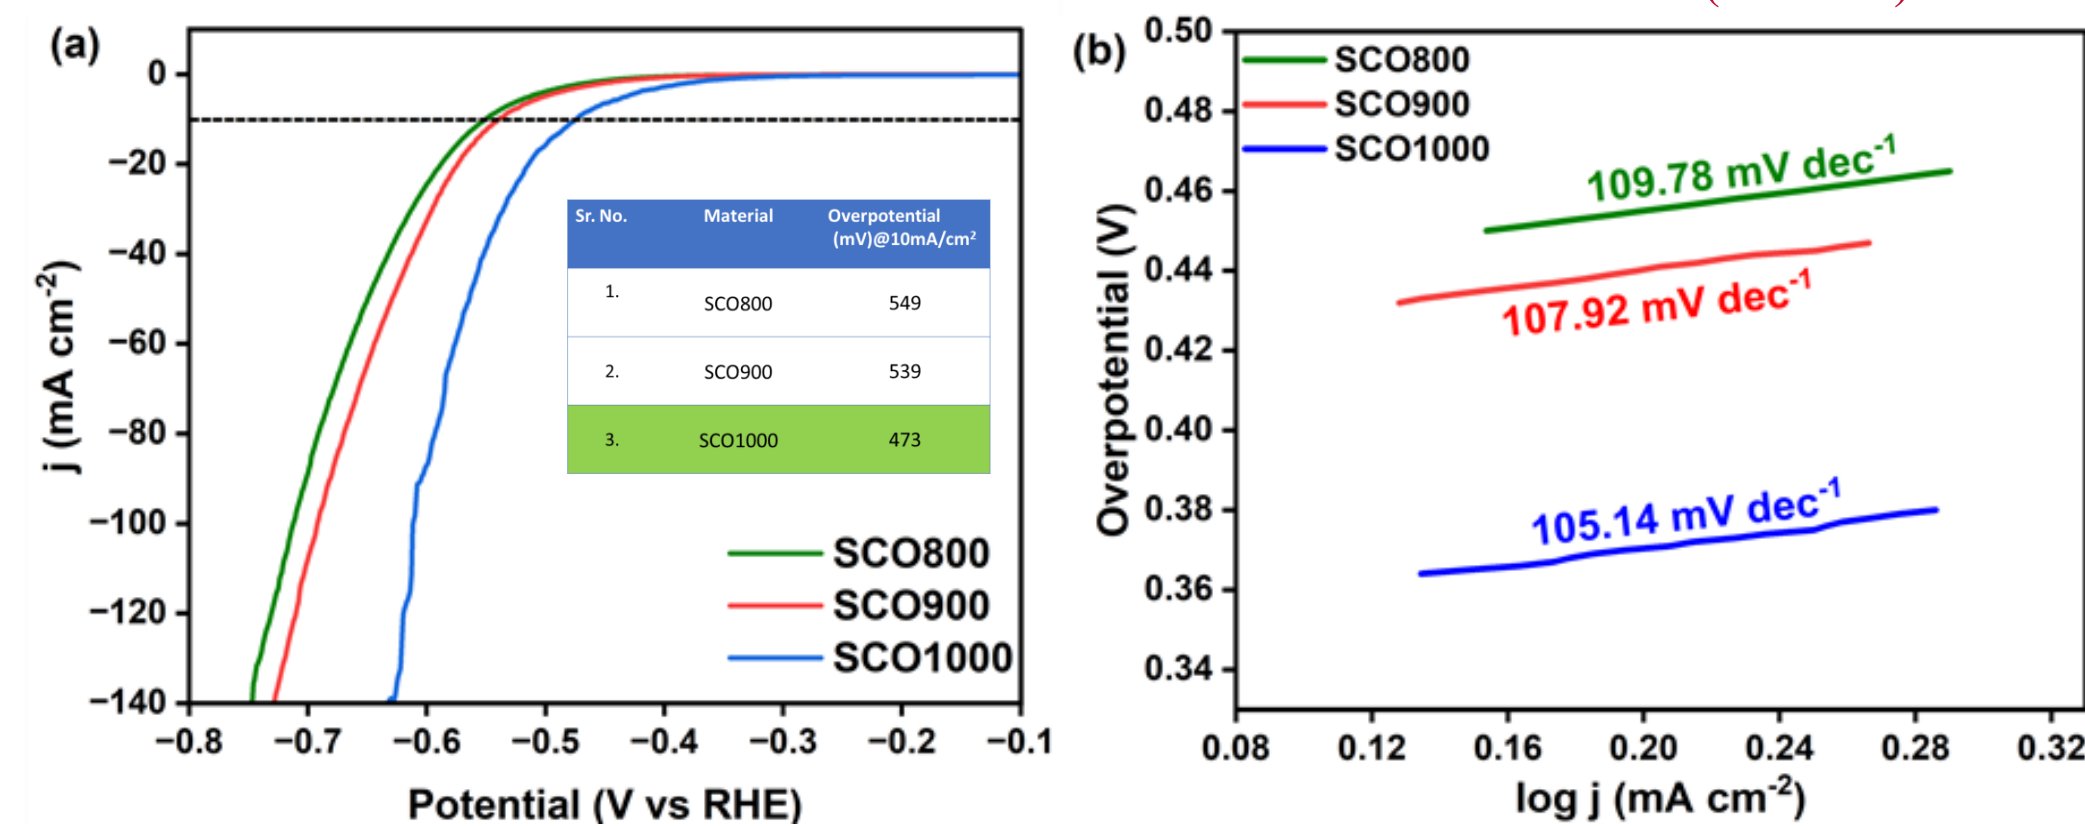 (a)
0
−20
−40
−60
−80
−100
−120
−140
j (mA cm-2)
−0.8 −0.7 −0.6 −0.5 −0.4 −0.3 −0.2 −0.1
Potential (V vs RHE)
Sr. No. Material Overpotential
(mV)@10mA/cm2
1. SCO800 549
2. SCO900 539
3. SCO1000 473
SCO800
SCO900
SCO1000
(b)
0.50
0.48
0.46
0.44
0.42
0.40
0.38
0.36
0.34
Overpotential (V)
SCO800
SCO900
SCO1000
109.78 mV dec-1
107.92 mV dec-1
105.14 mV dec-1
0.08 0.12 0.16 0.20 0.24 0.28 0.32
log j (mA cm-2)